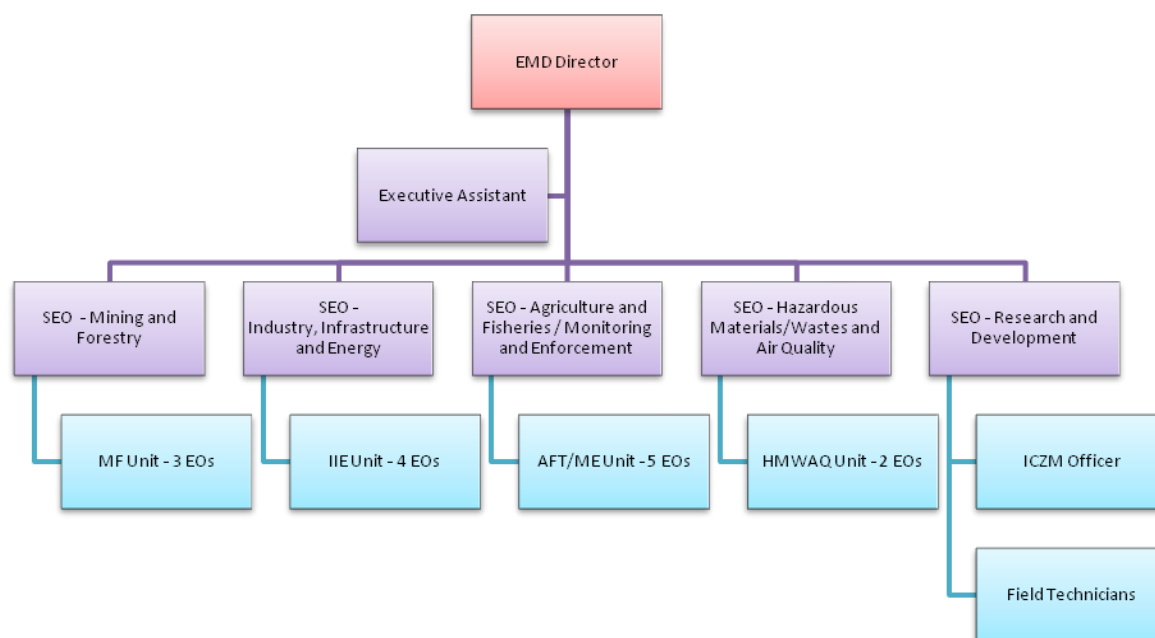 EMD Director
Executive Assistant
SEO - Mining and
Forestry
SEO -
Industry, Infrastructure
and Energy
SEO - Agriculture and
Fisheries / Monitoring
and Enforcement
SEO - Hazardous
Materials/Wastes and
Air Quality
SEO - Research and
Development
MF Unit - 3 EOs
IIE Unit - 4 EOs
AFT/ME Unit - 5 EOs
HMWAQ Unit - 2 EOs
ICZM Officer
Field Technicians